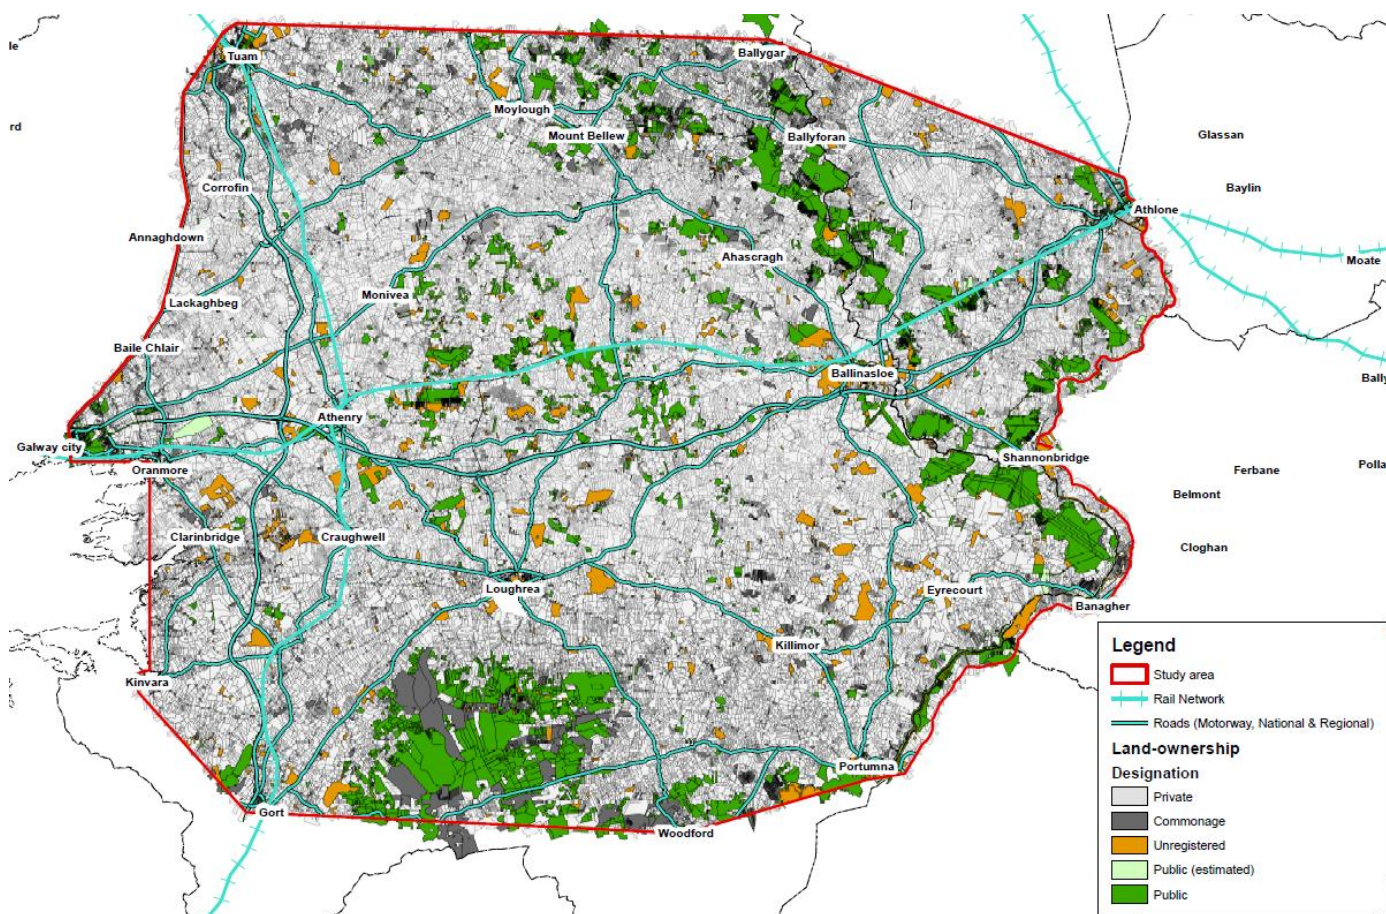 le
Tuam
Ballygar
Moylough
rd
Mount Bellew
Ballyforan
Glassan
Corrofin
Baylin
Athlone
Annaghdown
Ahascragh
Moate
Monivea
Lackaghbeg
Baile Chlair
Ballinasloe
Bally
Athenry
Galway city
Shannonbridge
Oranmore
Ferbane
Polla
Belmont
Clarinbridge
Craughwell
Cloghan
Loughrea
Eyrecourt
Banagher
Killimor
Kinvara
Portumna
Gort
Woodford
Legend
Study area
Rail Network
Roads (Motorway, National & Regional)
Land-ownership
Designation
Private
Commonage
Unregistered
Public (estimated)
Public